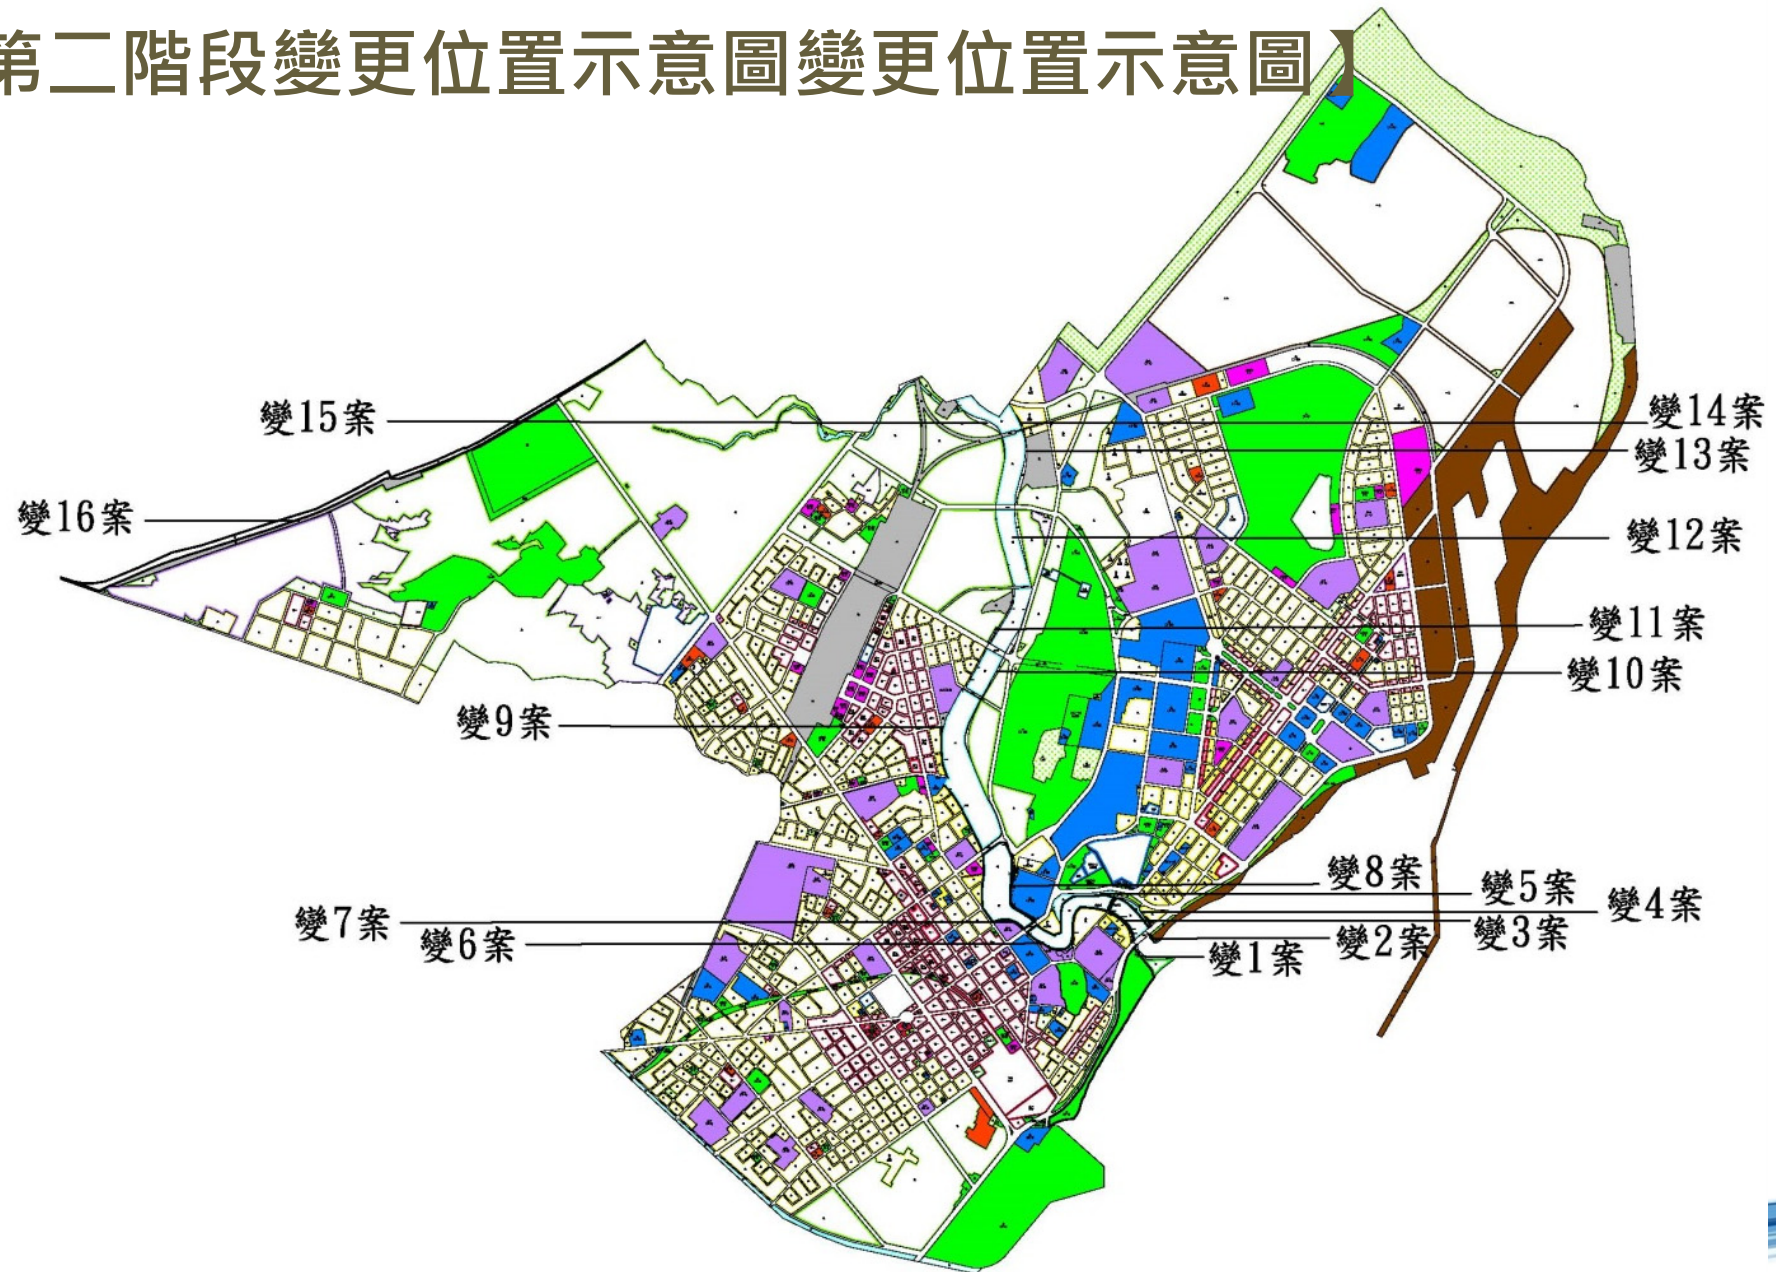 第二階段變更位置示意圖變更位置示意圖】
變15案
變14案
變13案
變16案
變12案
變11案
變10案
變9案
變8案
變5案
變4案
變7案
變6案
變3案
變2案
變1案